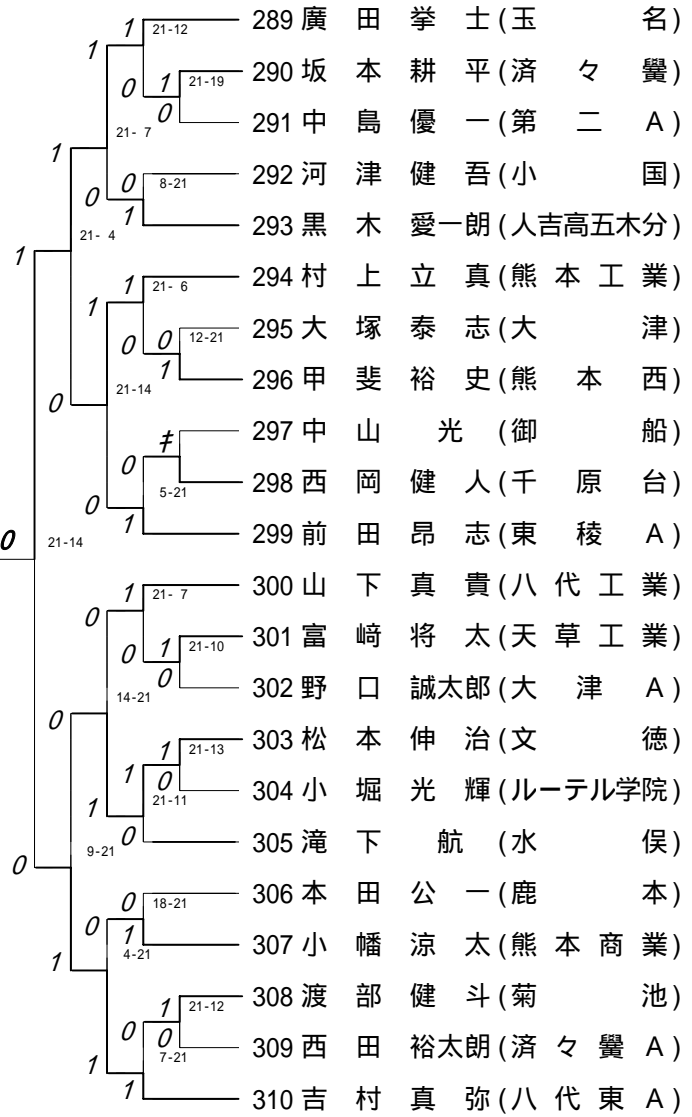 1 1 21-12 289 廣田挙士(玉名)
0 1 21-19 290 坂本耕平(済々黌)
0 291 中島優一(第二A)
21- 7
1 0 8-21 292 河津健吾(小国)
0 1 293 黒木愛一朗(人吉高五木分)
21- 4
1
1 1 21- 6 294 村上立真(熊本工業)
0 0 12-21 295 大塚泰志(大津)
1 296 甲斐裕史(熊本西)
21-14
0
キ 297 中山光(御船)
0 5-21 298 西岡健人(千原台)
0 1 299 前田昂志(東稜A)
0 21-14
1 21- 7 300 山下真貴(八代工業)
0 0 1 21-10 301 富﨑将太(天草工業)
0 302 野口誠太郎(大津A)
14-21
0
1 21-13 303 松本伸治(文徳)
1 0 304 小堀光輝(ルーテル学院)
21-11
1 0 305 滝下航(水俣)
9-21
0
0 18-21 306 本田公一(鹿本)
0 1 307 小幡涼太(熊本商業)
4-21
1
1 21-12 308 渡部健斗(菊池)
0 0 309 西田裕太朗(済々黌A)
7-21
1 1 310 吉村真弥(八代東A)